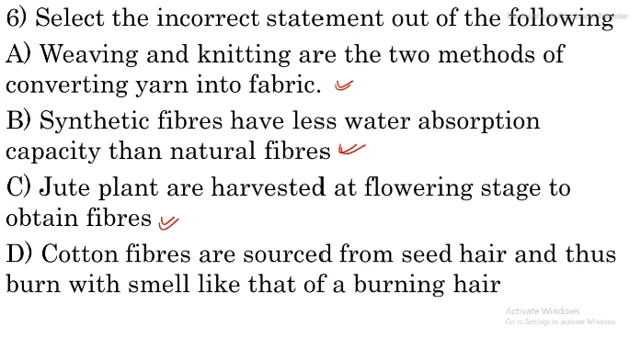 6) Select the incorrect statement out of the following
A) Weaving and knitting are the two methods of
converting yarn into fabric.
B) Synthetic fibres have less water absorption
capacity than natural fibres
C) Jute plant are harvested at flowering stage to
obtain fibres
D) Cotton fibres are sourced from seed hair and thus
burn with smell like that of a burning hair
Activate Windows
Go to Settings to activate Windows.